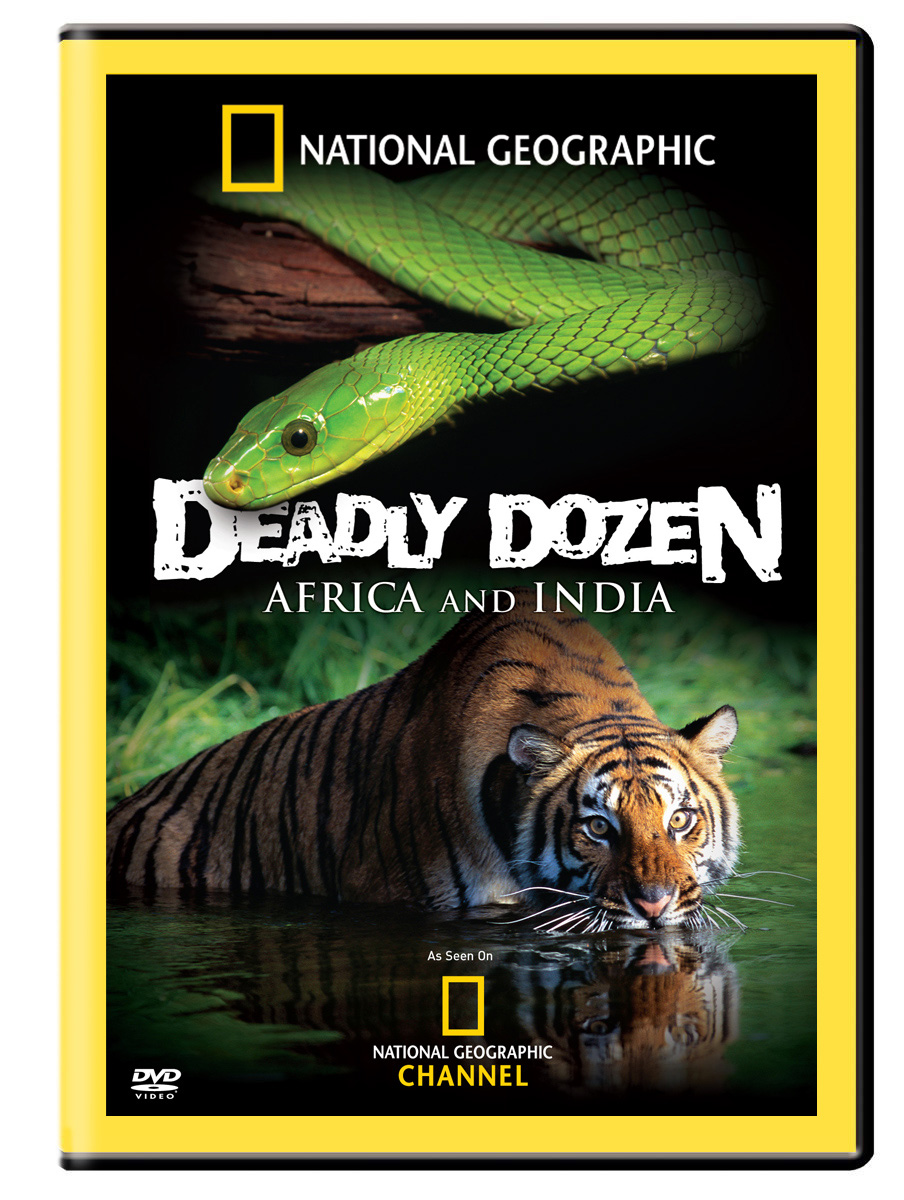 NATIONAL GEOGRAPHIC
DEADLY DOZEN
AFRICA AND INDIA
As Seen On
NATIONAL GEOGRAPHIC
CHANNEL
DVD
VIDEO